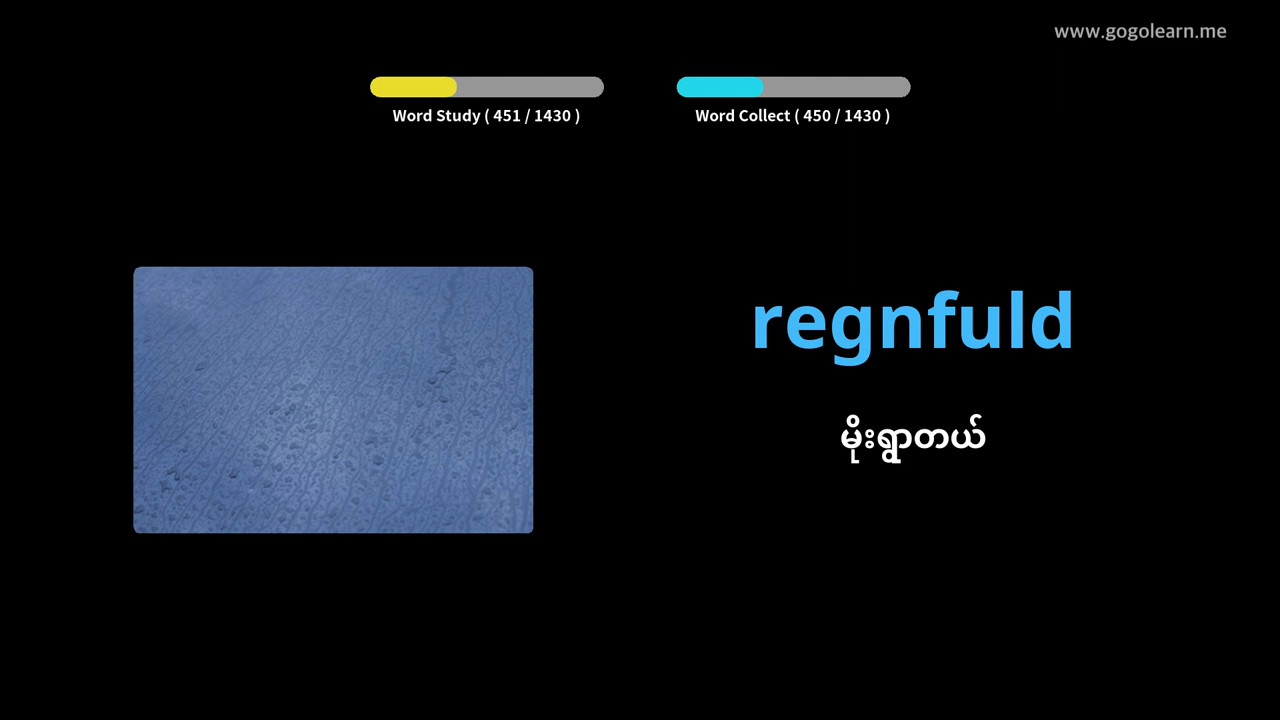 www.gogolearn.me
Word Study ( 451 / 1430 )
Word Collect ( 450 / 1430 )
regnfuld
မိုးရွာတယ်